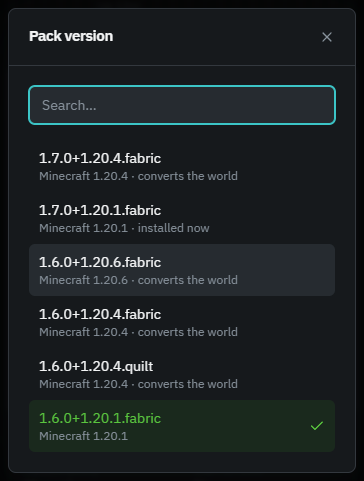 Pack version
Search...
1.7.0+1.20.4.fabric
Minecraft 1.20.4 · converts the world
1.7.0+1.20.1.fabric
Minecraft 1.20.1 · installed now
1.6.0+1.20.6.fabric
Minecraft 1.20.6 · converts the world
1.6.0+1.20.4.fabric
Minecraft 1.20.4 · converts the world
1.6.0+1.20.4.quilt
Minecraft 1.20.4 · converts the world
1.6.0+1.20.1.fabric
Minecraft 1.20.1